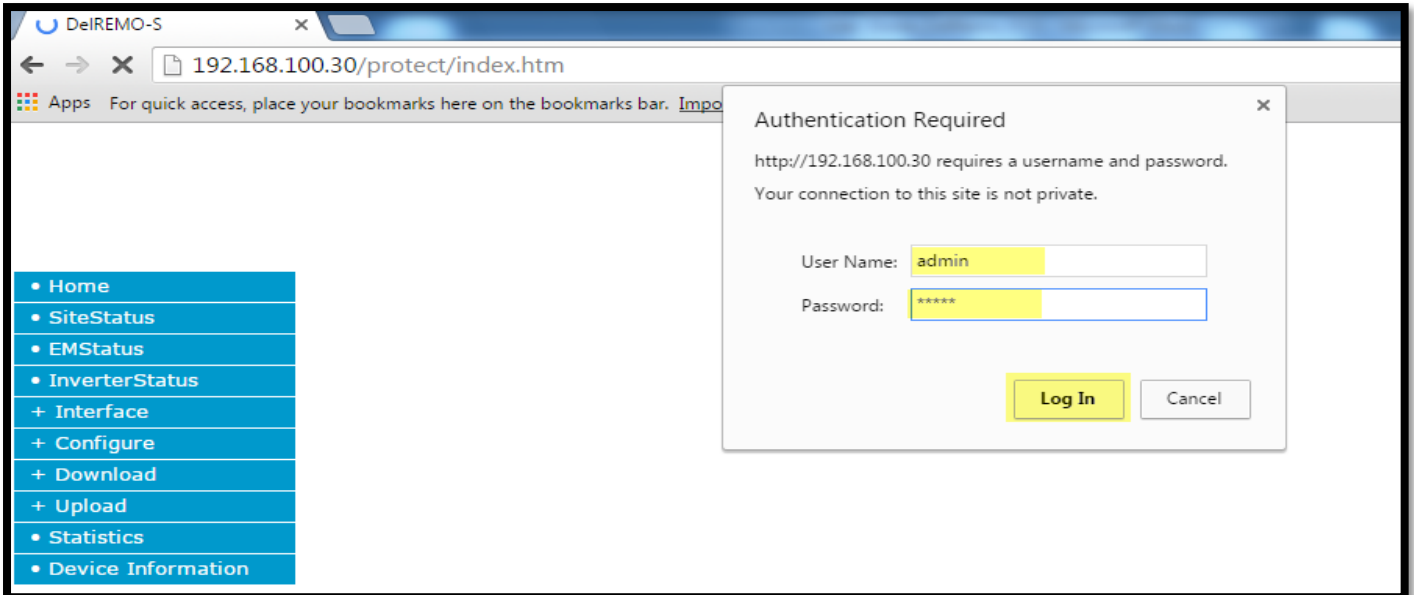 DelREMO-S
192.168.100.30/protect/index.htm
Apps For quick access, place your bookmarks here on the bookmarks bar. Impo
Authentication Required
http://192.168.100.30 requires a username and password.
Your connection to this site is not private.
User Name: admin
Password: *****
Log In Cancel
• Home
• SiteStatus
• EMStatus
• InverterStatus
+ Interface
+ Configure
+ Download
+ Upload
• Statistics
• Device Information